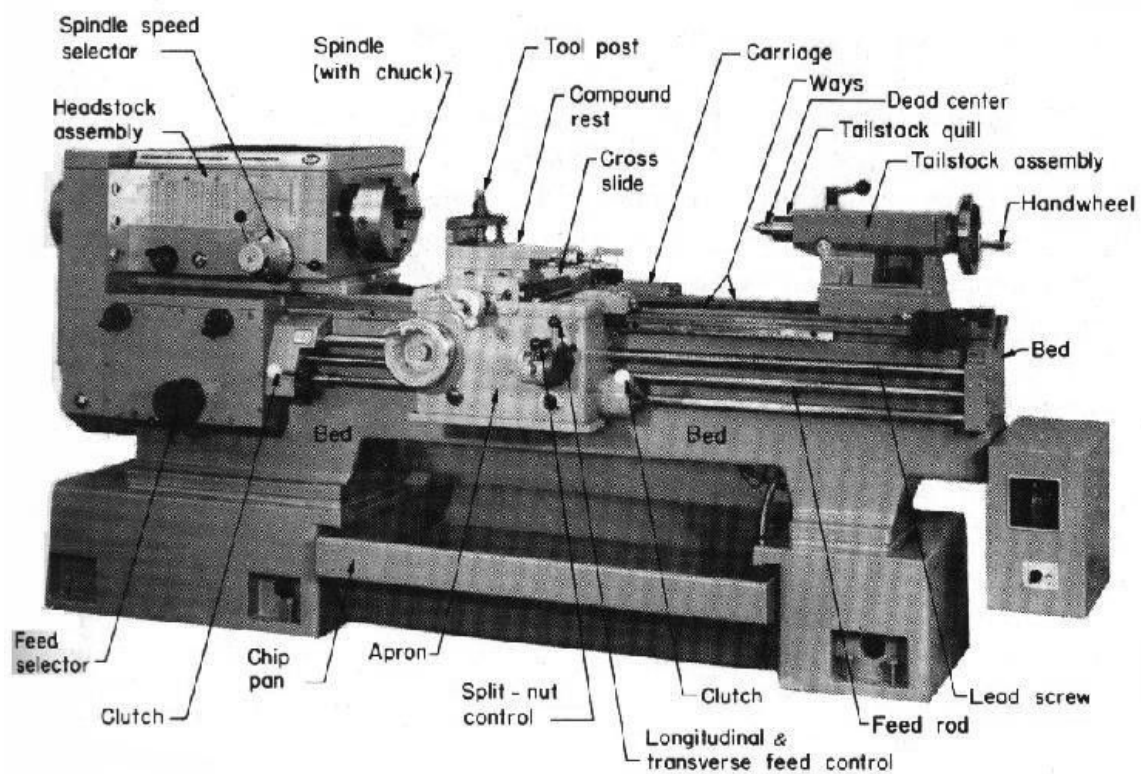 Spindle speed
selector
Spindle
(with chuck)
Tool post
Carriage
Ways
Dead center
Tailstock quill
Tailstock assembly
Handwheel
Headstock
assembly
Compound
rest
Cross
slide
Bed
Bed
Bed
Feed
selector
Clutch
Chip
pan
Apron
Split-nut
control
Longitudinal &
transverse feed control
Clutch
Feed rod
Lead screw